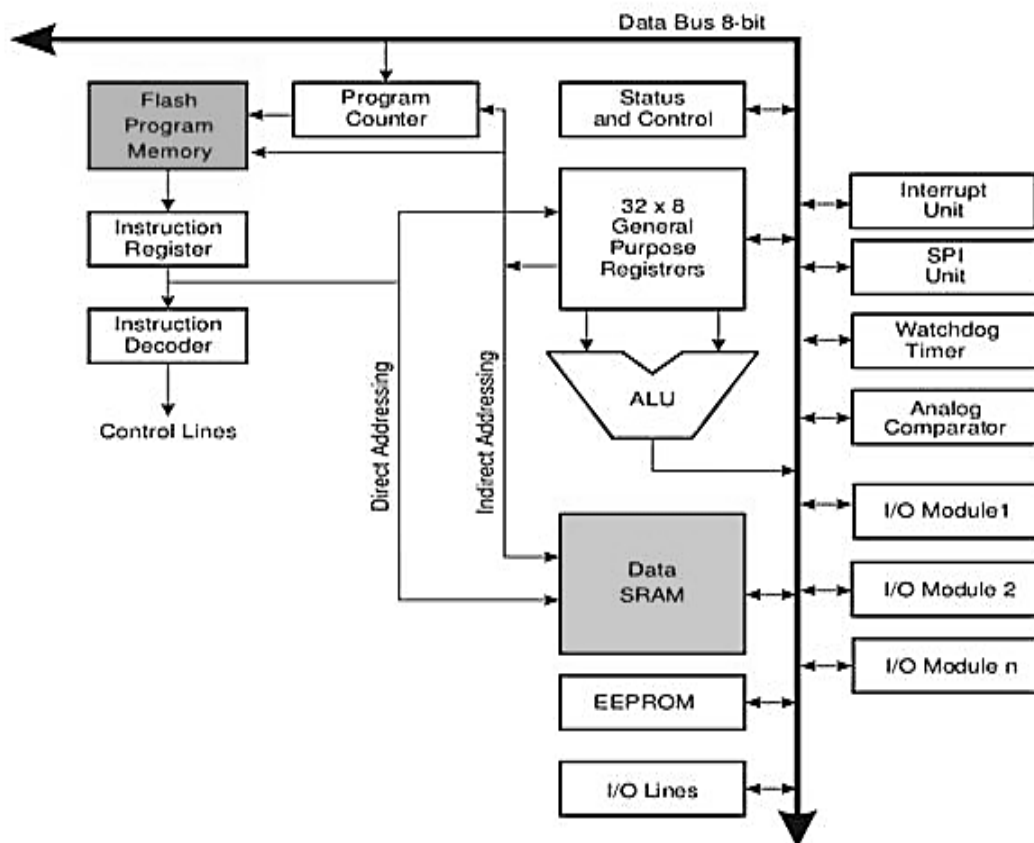 Data Bus 8-bit
Flash
Program
Memory
Program
Counter
Status
and Control
Interrupt
Unit
32 x 8
General
Purpose
Registrers
Instruction
Register
SPI
Unit
Instruction
Decoder
Watchdog
Timer
Control Lines
Direct Addressing
Indirect Addressing
ALU
Analog
Comparator
I/O Module1
Data
SRAM
I/O Module 2
I/O Module n
EEPROM
I/O Lines